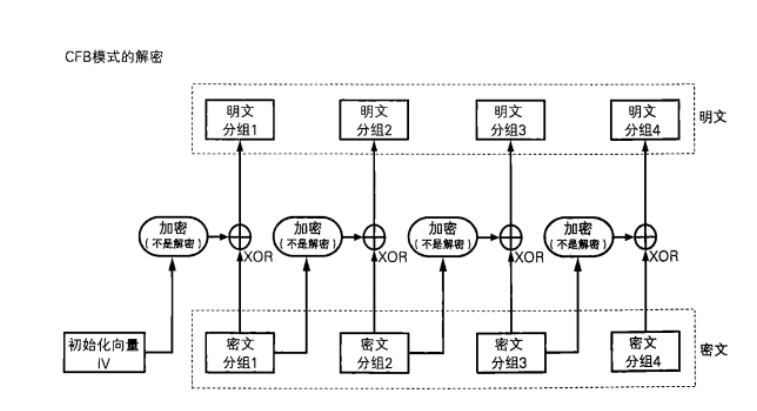 CFB模式的解密
明文
分组1
明文
分组2
明文
分组3
明文
分组4
明文
加密
(不是解密)
加密
(不是解密)
加密
(不是解密)
加密
(不是解密)
XOR
XOR
XOR
XOR
初始化向量
IV
密文
分组1
密文
分组2
密文
分组3
密文
分组4
密文